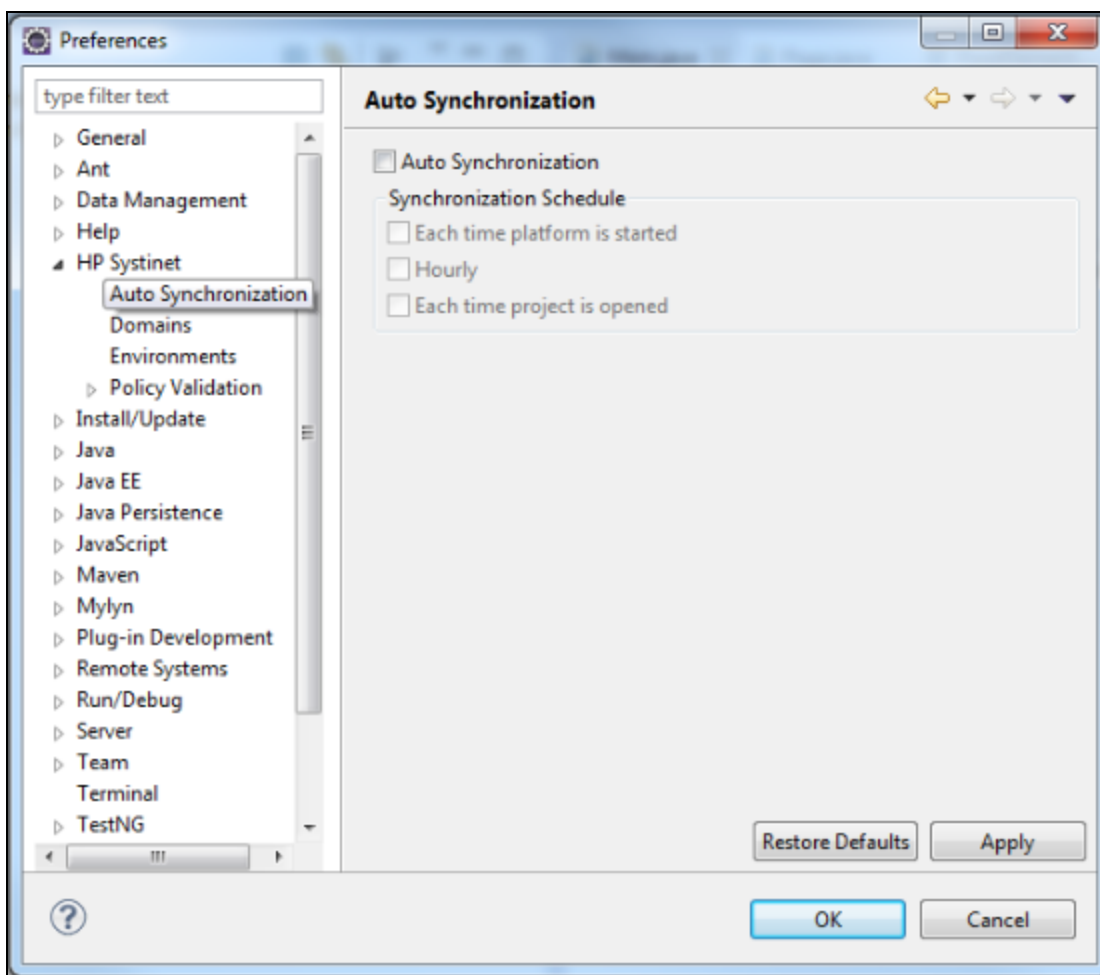 Preferences
type filter text
General
Ant
Data Management
Help
HP Systinet
Auto Synchronization
Domains
Environments
Policy Validation
Install/Update
Java
Java EE
Java Persistence
JavaScript
Maven
Mylyn
Plug-in Development
Remote Systems
Run/Debug
Server
Team
Terminal
TestNG
Auto Synchronization
Auto Synchronization
Synchronization Schedule
Each time platform is started
Hourly
Each time project is opened
Restore Defaults
Apply
OK
Cancel